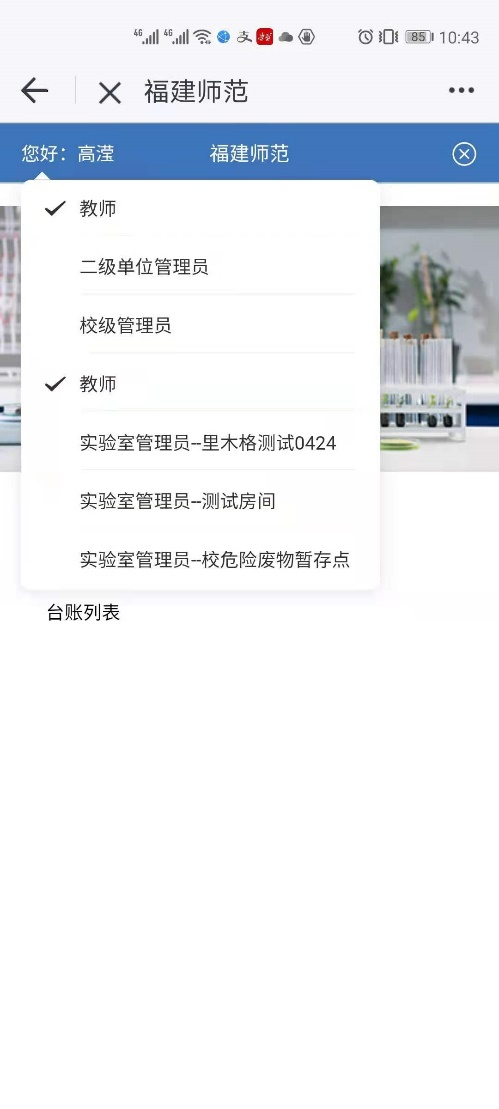 4G 4G 85 10:43
福建师范
您好：高滢 福建师范
教师
二级单位管理员
校级管理员
教师
实验室管理员--里木格测试0424
实验室管理员--测试房间
实验室管理员--校危险废物暂存点
台账列表